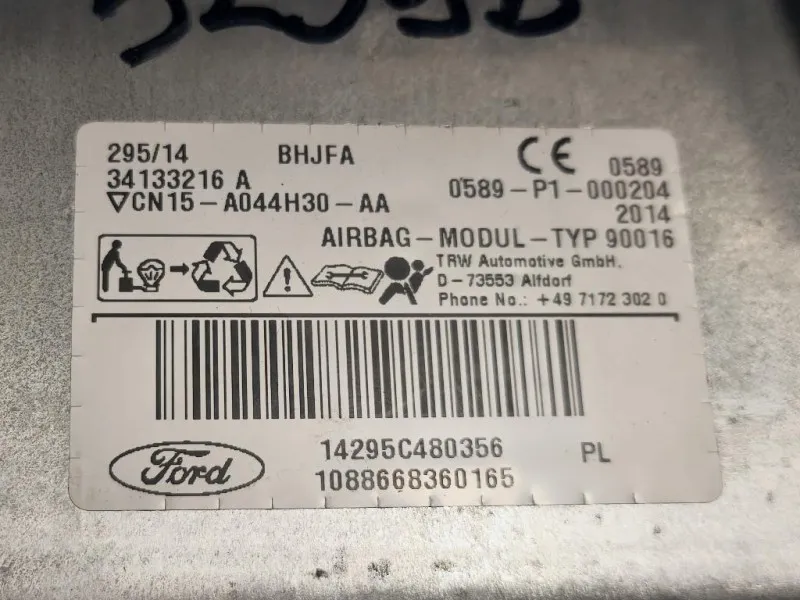 295/14 BHJFA CE 0589
34133216 A 0589-P1-000204
▽CN15-A044H30-AA 2014
AIRBAG-MODUL-TYP 90016
TRW Automotive GmbH.
D-73553 Alfdorf
Phone No.: +49 7172 302 0
14295C480356 PL
Ford
1088668360165